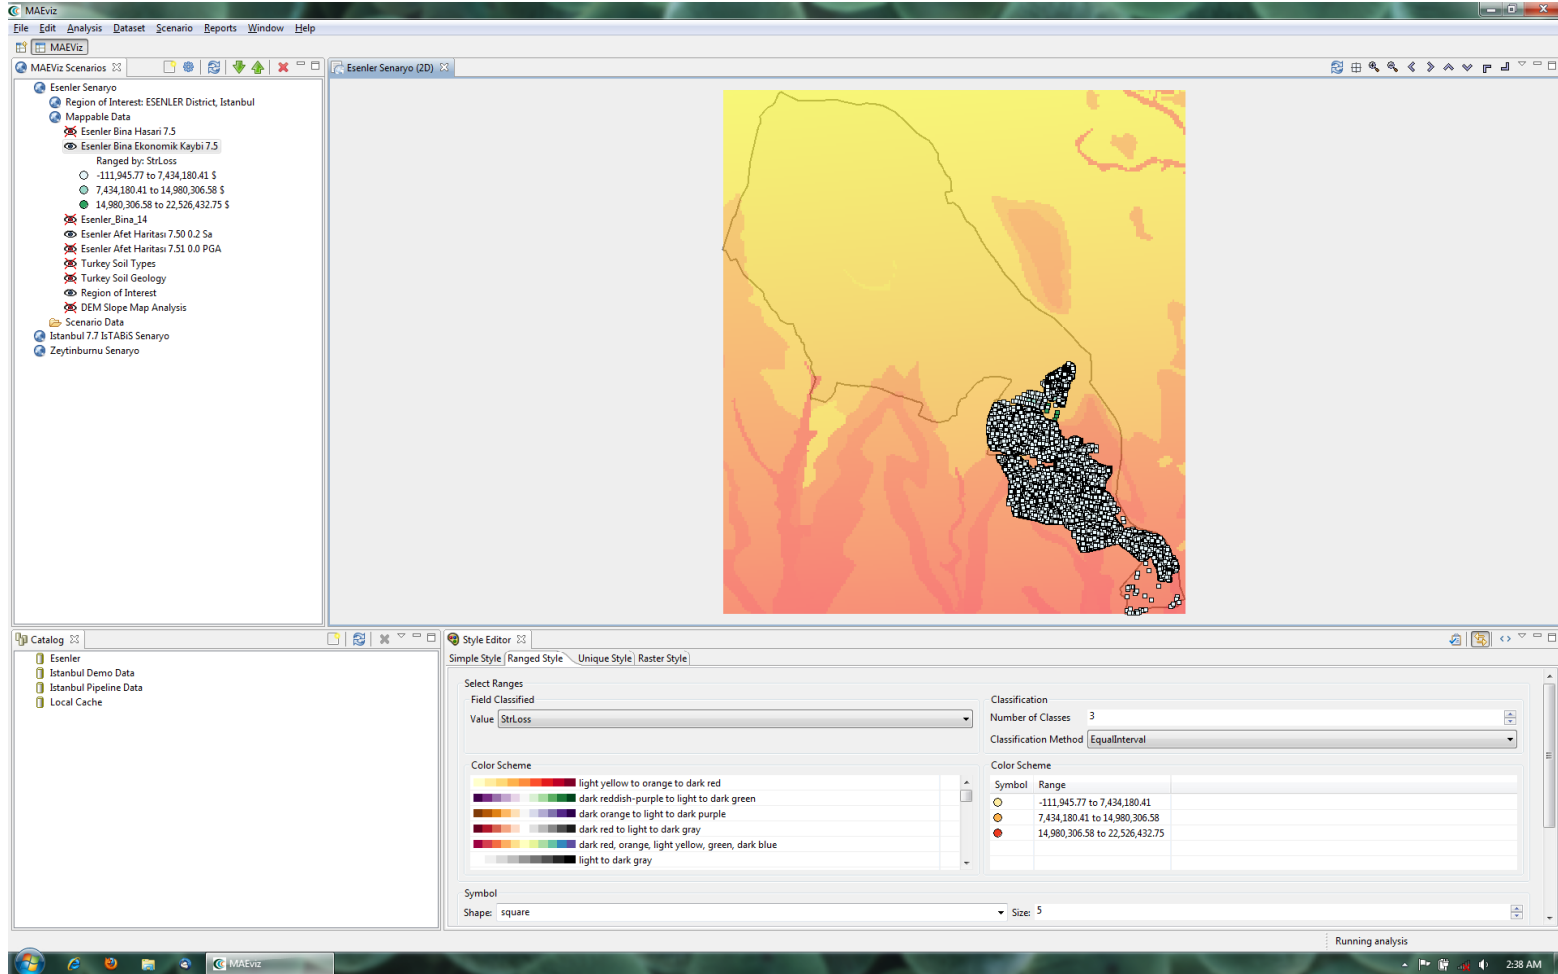 MAEviz
File Edit Analysis Dataset Scenario Reports Window Help
MAEViz
MAEViz Scenarios
Esenler Senaryo (2D)
Esenler Senaryo
Region of Interest: ESENLER District, Istanbul
Mappable Data
Esenler Bina Hasari 7.5
Esenler Bina Ekonomik Kaybi 7.5
Ranged by: StrLoss
-111,945.77 to 7,434,180.41 $
7,434,180.41 to 14,980,306.58 $
14,980,306.58 to 22,526,432.75 $
Esenler_Bina_14
Esenler Afet Haritası 7.50 0.2 Sa
Esenler Afet Haritası 7.51 0.0 PGA
Turkey Soil Types
Turkey Soil Geology
Region of Interest
DEM Slope Map Analysis
Scenario Data
Istanbul 7.7 IsTABiS Senaryo
Zeytinburnu Senaryo
Catalog
Esenler
Istanbul Demo Data
Istanbul Pipeline Data
Local Cache
Style Editor
Simple Style Ranged Style Unique Style Raster Style
Select Ranges
Field Classified
Value StrLoss
Classification
Number of Classes 3
Classification Method EqualInterval
Color Scheme
light yellow to orange to dark red
dark reddish-purple to light to dark green
dark orange to light to dark purple
dark red to light to dark gray
dark red, orange, light yellow, green, dark blue
light to dark gray
Color Scheme
Symbol Range
-111,945.77 to 7,434,180.41
7,434,180.41 to 14,980,306.58
14,980,306.58 to 22,526,432.75
Symbol
Shape: square Size: 5
Running analysis
MAEviz
2:38 AM